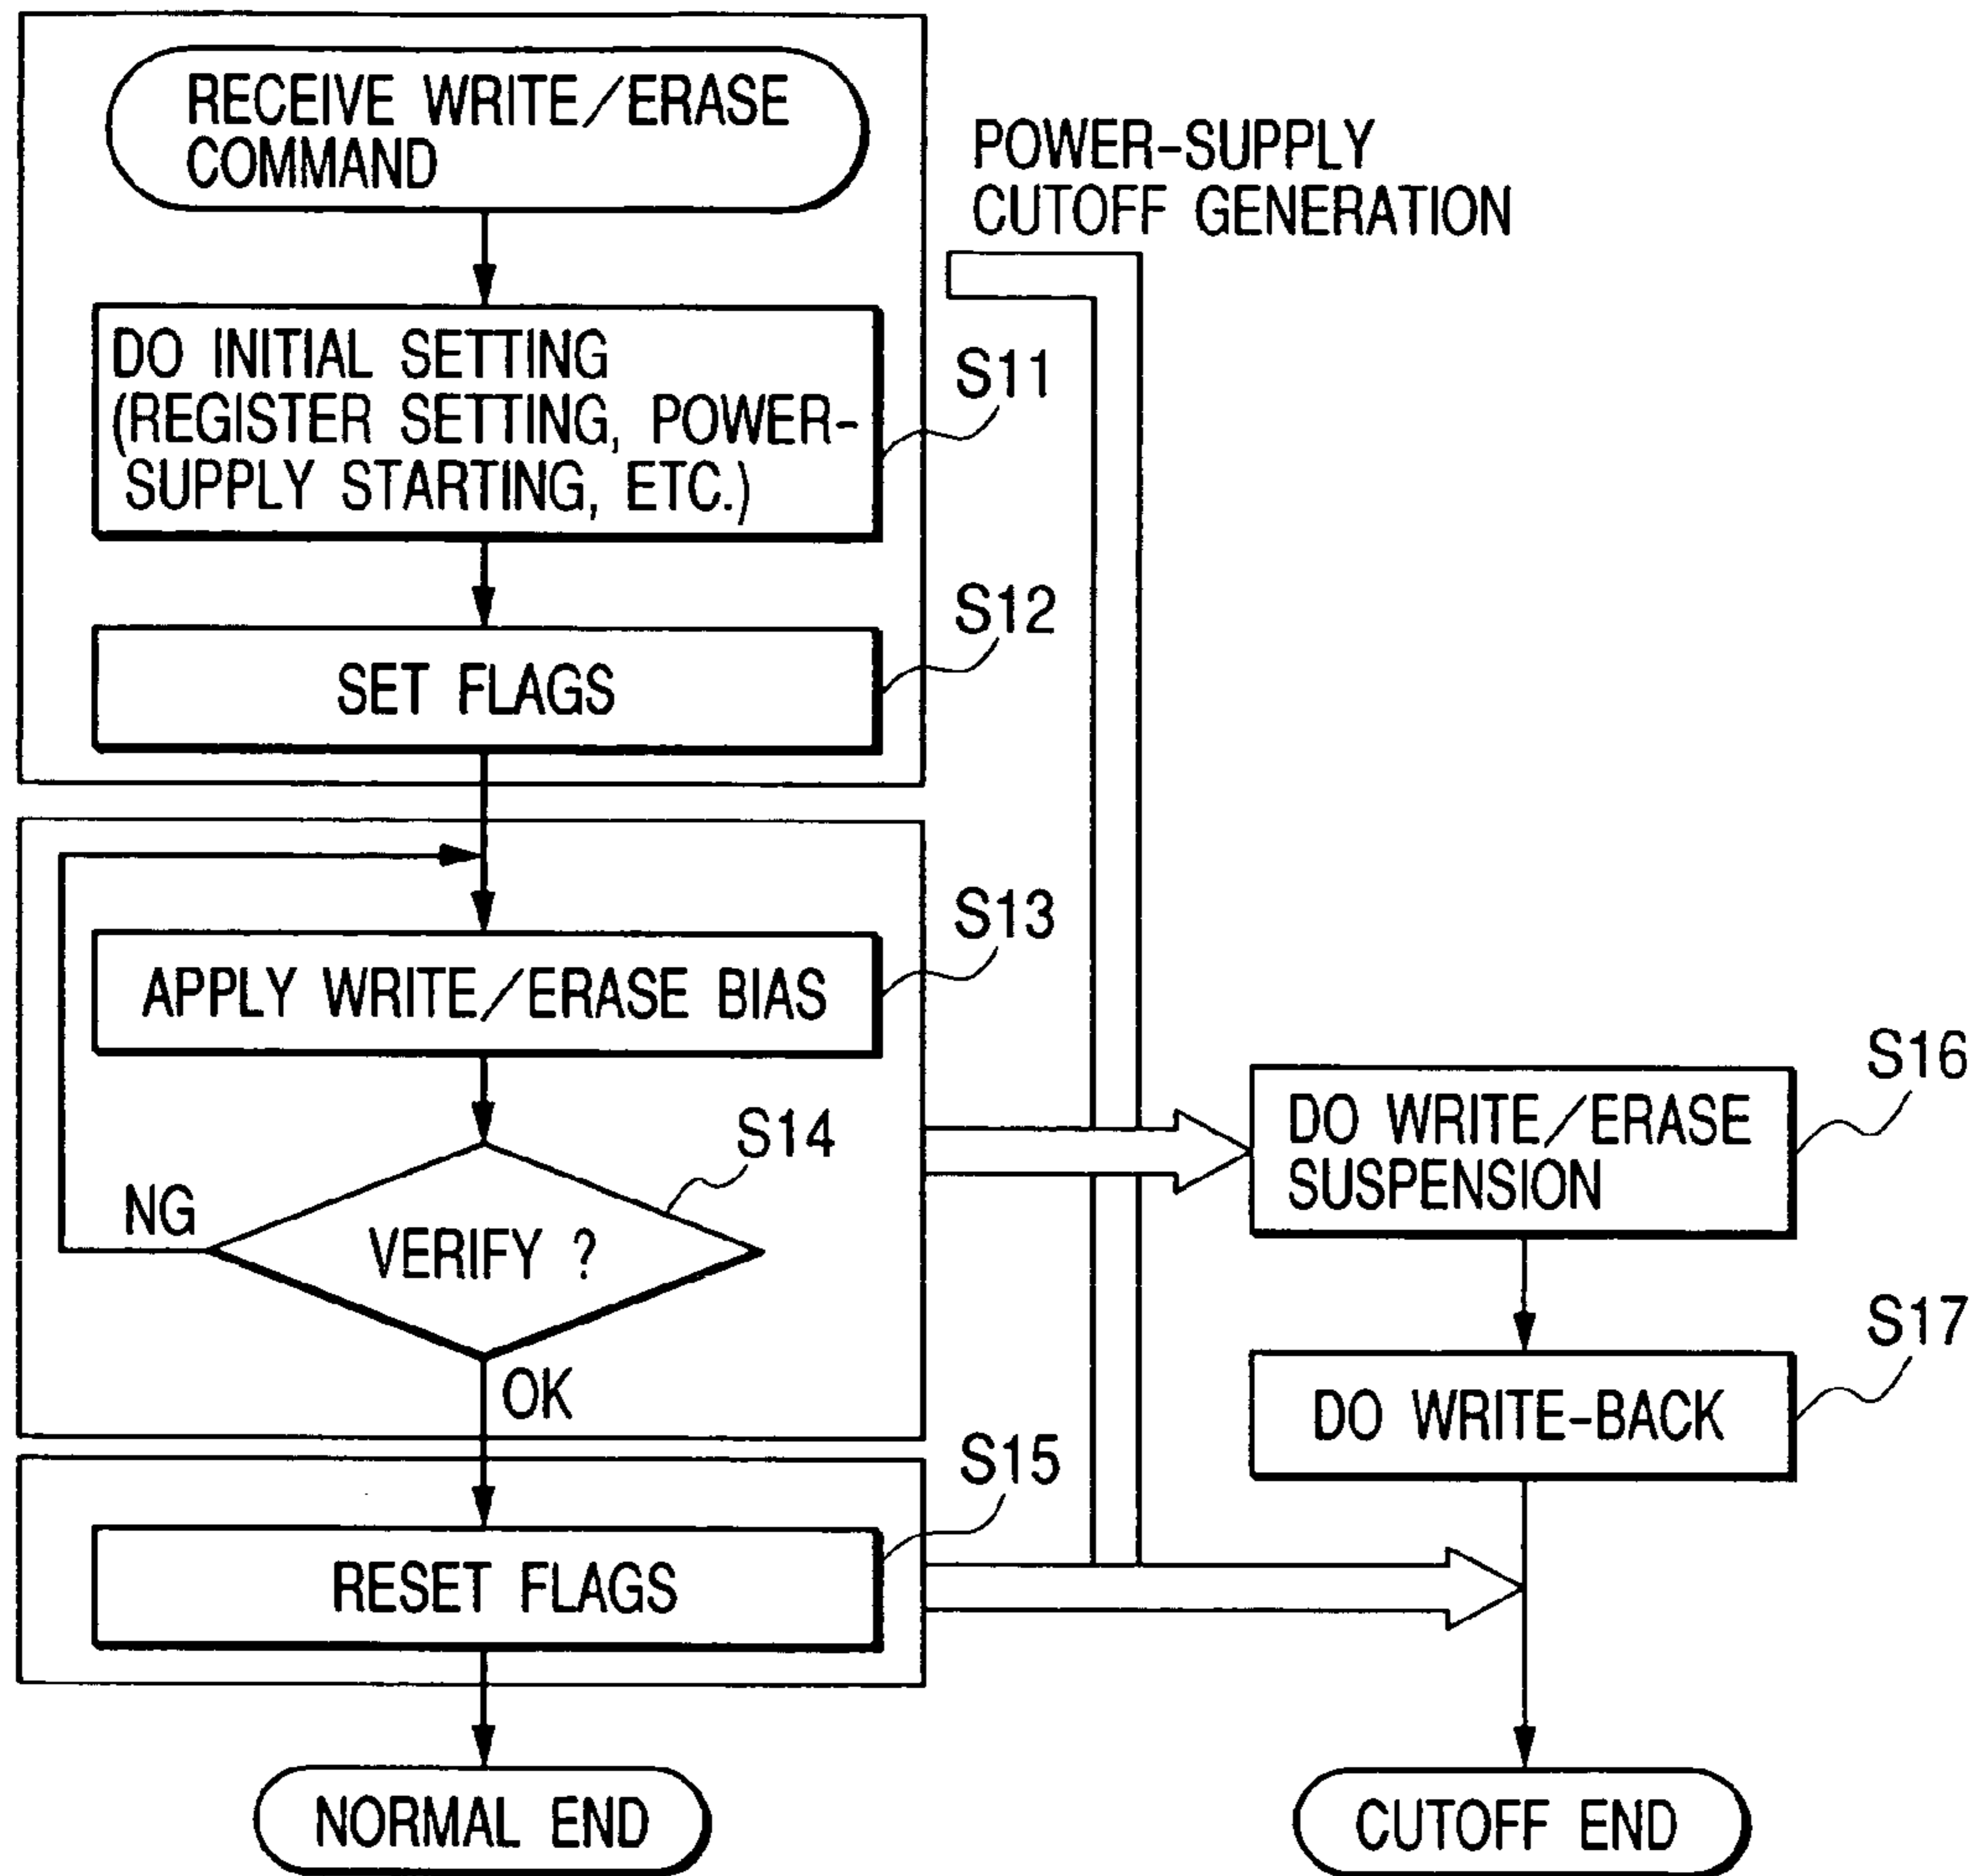 RECEIVE WRITE/ERASE
COMMAND
POWER-SUPPLY
CUTOFF GENERATION
DO INITIAL SETTING
(REGISTER SETTING, POWER-
SUPPLY STARTING, ETC.)
S11
SET FLAGS
S12
APPLY WRITE/ERASE BIAS
S13
VERIFY ?
S14
NG
OK
DO WRITE/ERASE
SUSPENSION
S16
DO WRITE-BACK
S17
RESET FLAGS
S15
NORMAL END
CUTOFF END